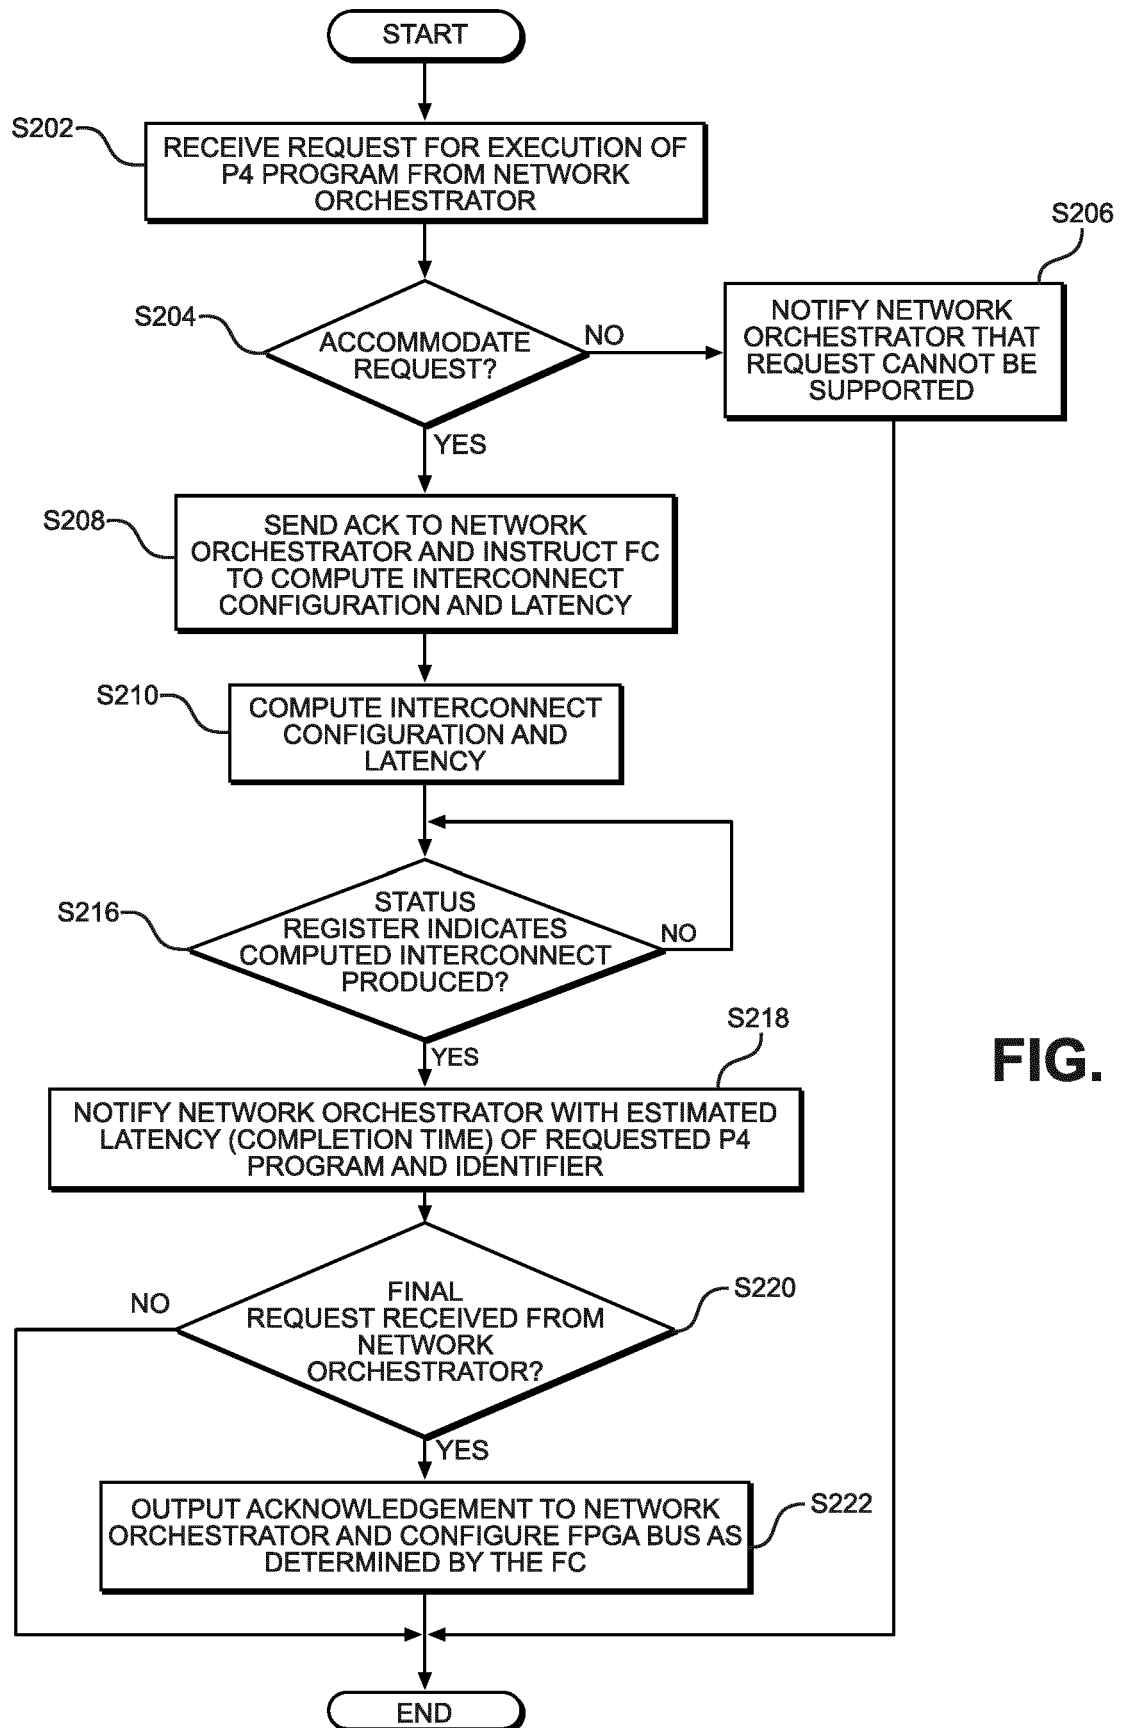 START
S202
RECEIVE REQUEST FOR EXECUTION OF
P4 PROGRAM FROM NETWORK
ORCHESTRATOR
S204
ACCOMMODATE
REQUEST?
NO
S206
NOTIFY NETWORK
ORCHESTRATOR THAT
REQUEST CANNOT BE
SUPPORTED
YES
S208
SEND ACK TO NETWORK
ORCHESTRATOR AND INSTRUCT FC
TO COMPUTE INTERCONNECT
CONFIGURATION AND LATENCY
S210
COMPUTE INTERCONNECT
CONFIGURATION AND
LATENCY
S216
STATUS
REGISTER INDICATES
COMPUTED INTERCONNECT
PRODUCED?
NO
YES
S218
NOTIFY NETWORK ORCHESTRATOR WITH ESTIMATED
LATENCY (COMPLETION TIME) OF REQUESTED P4
PROGRAM AND IDENTIFIER
FIG.
NO
FINAL
REQUEST RECEIVED FROM
NETWORK
ORCHESTRATOR?
S220
YES
OUTPUT ACKNOWLEDGEMENT TO NETWORK
ORCHESTRATOR AND CONFIGURE FPGA BUS AS
DETERMINED BY THE FC
S222
END